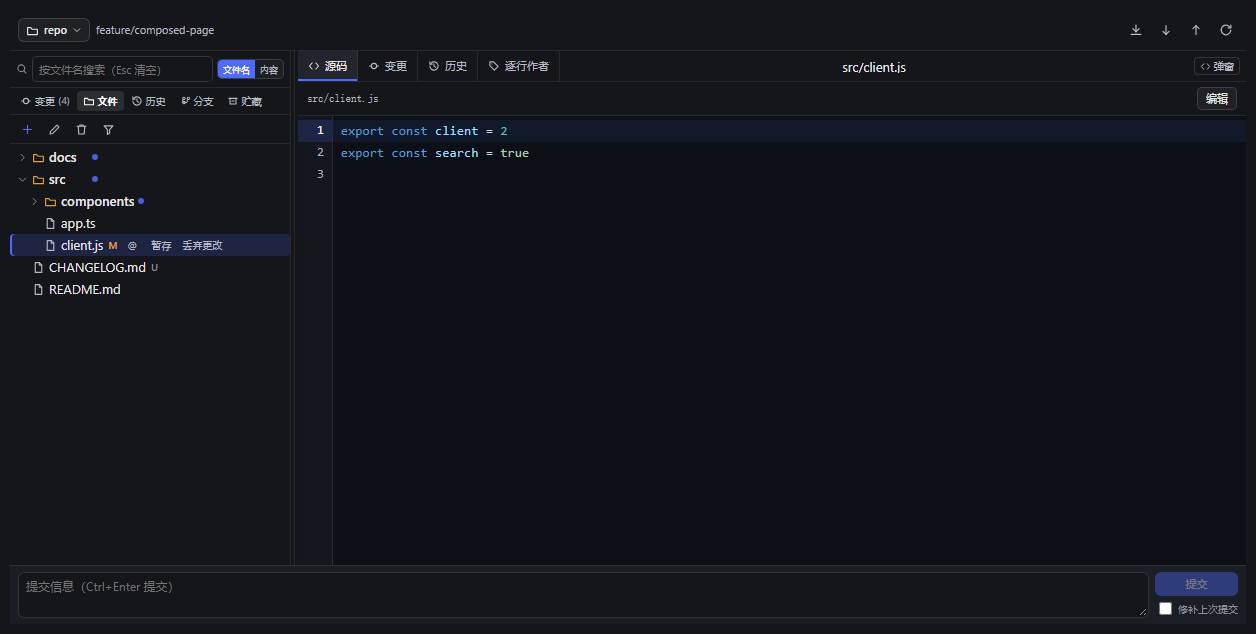 repo feature/composed-page
按文件名搜索（Esc 清空） 文件名 内容
变更 (4) 文件 历史 分支 贮藏
docs
src
components
app.ts
client.js M @ 暂存 丢弃更改
CHANGELOG.md U
README.md
源码 变更 历史 逐行作者 src/client.js 弹窗
src/client.js 编辑
1 export const client = 2
2 export const search = true
3
提交信息（Ctrl+Enter 提交） 提交
修补上次提交